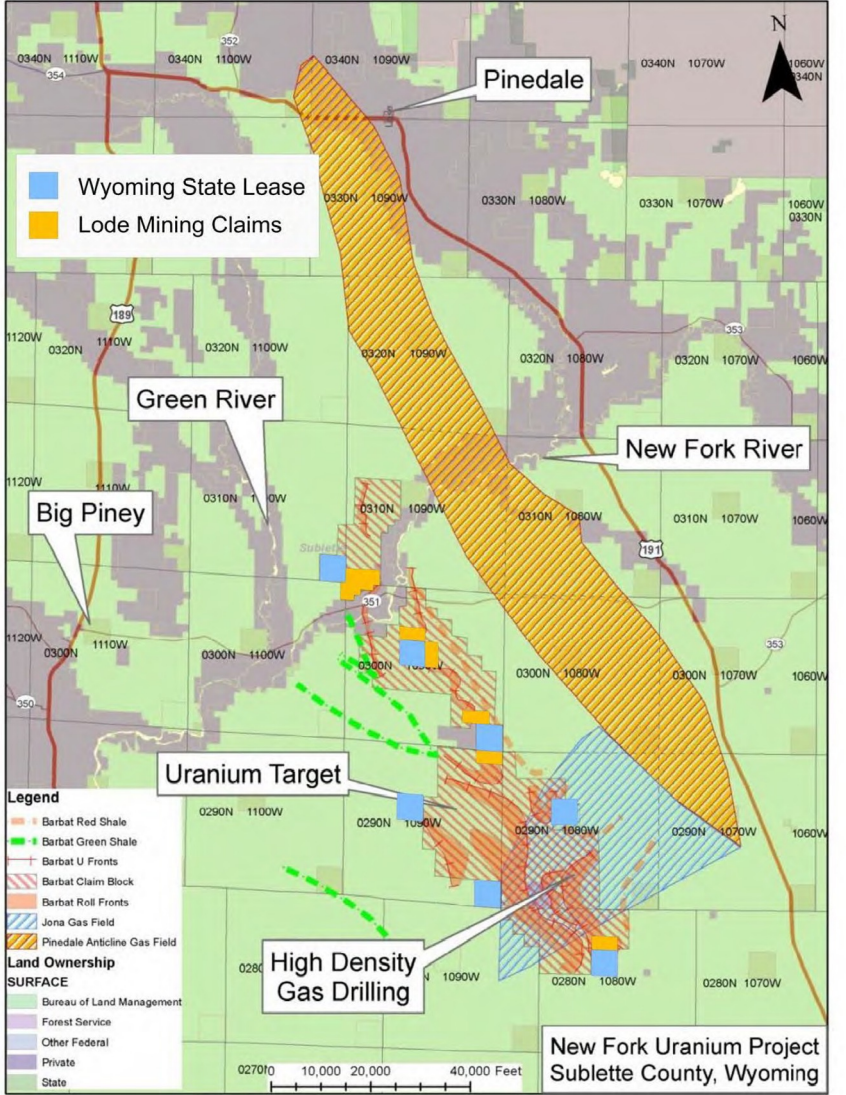 N
352
0340N 1110W
0340N 1100W
0340N 1090W
0340N 1070W
1060W
0340N
354
Pinedale
Wyoming State Lease
Lode Mining Claims
0330N 1090W
0330N 1080W
0330N 1070W
1060W
0330N
189
353
1120W
1110W
0320N
0320N 1100W
0320N 1090W
0320N 1080W
0320N 1070W
1060W
Green River
New Fork River
1120W
1110W
0310N
0310N 1090W
0310N 1080W
0310N 1070W
1060W
Big Piney
191
351
1120W
1110W
0300N
0300N 1100W
0300N
0300N 1080W
0300N 1070W
1060W
353
350
Uranium Target
0290N 1100W
0290N 1090W
0290N 1080W
0290N 1070W
1060W
Legend
Barbat Red Shale
Barbat Green Shale
Barbat U Fronts
Barbat Claim Block
Barbat Roll Fronts
Jona Gas Field
Pinedale Anticline Gas Field
Land Ownership
SURFACE
Bureau of Land Management
Forest Service
Other Federal
Private
State
High Density
Gas Drilling
1090W
0280N 1080W
0280N 1070W
New Fork Uranium Project
Sublette County, Wyoming
0270N
0 10,000 20,000 40,000 Feet